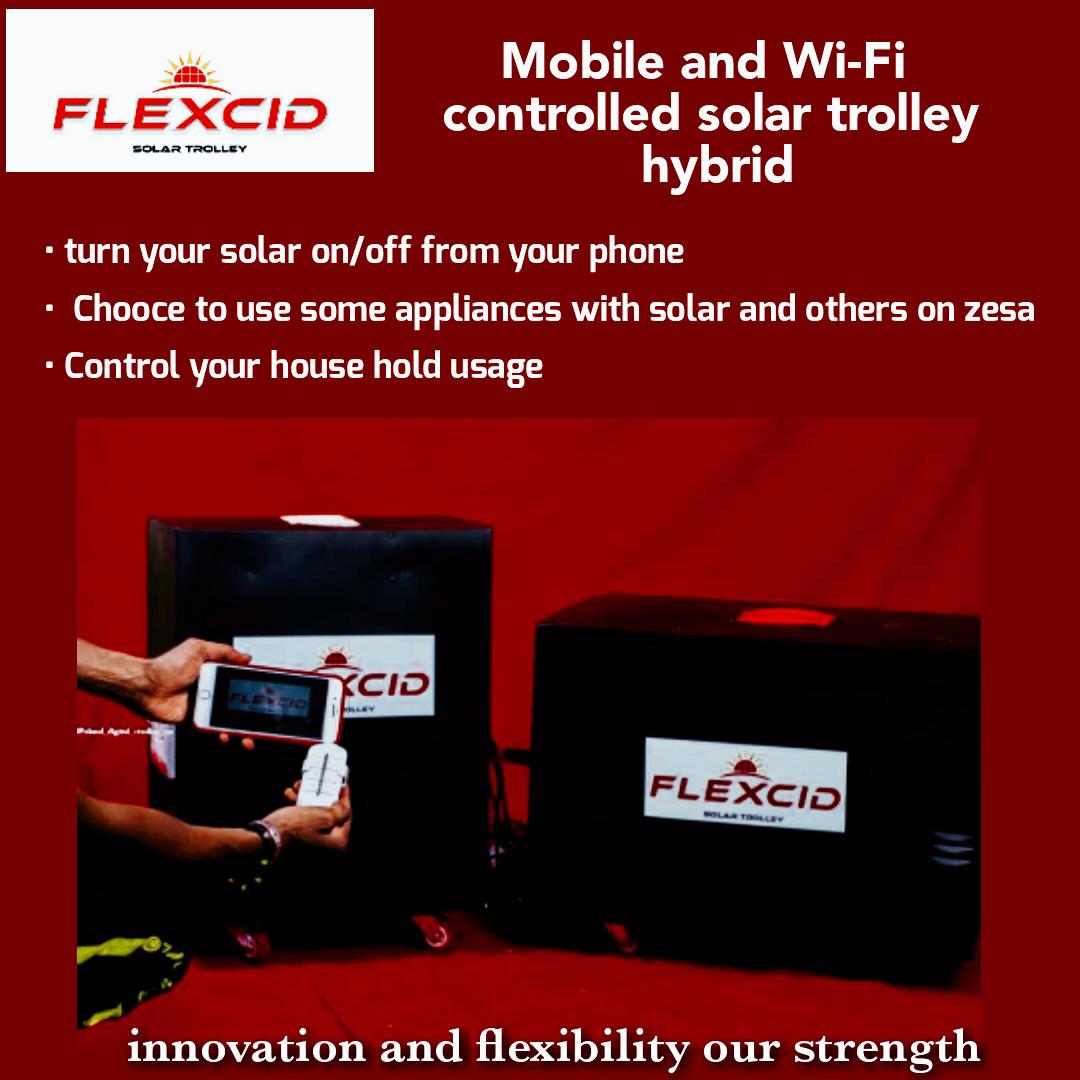 FLEXCID
SOLAR TROLLEY
Mobile and Wi-Fi
controlled solar trolley
hybrid
· turn your solar on/off from your phone
· Chooce to use some appliances with solar and others on zesa
· Control your house hold usage
XCID
OLLEY
FLEXCID
FLEXCID
SOLAR TROLLEY
innovation and flexibility our strength